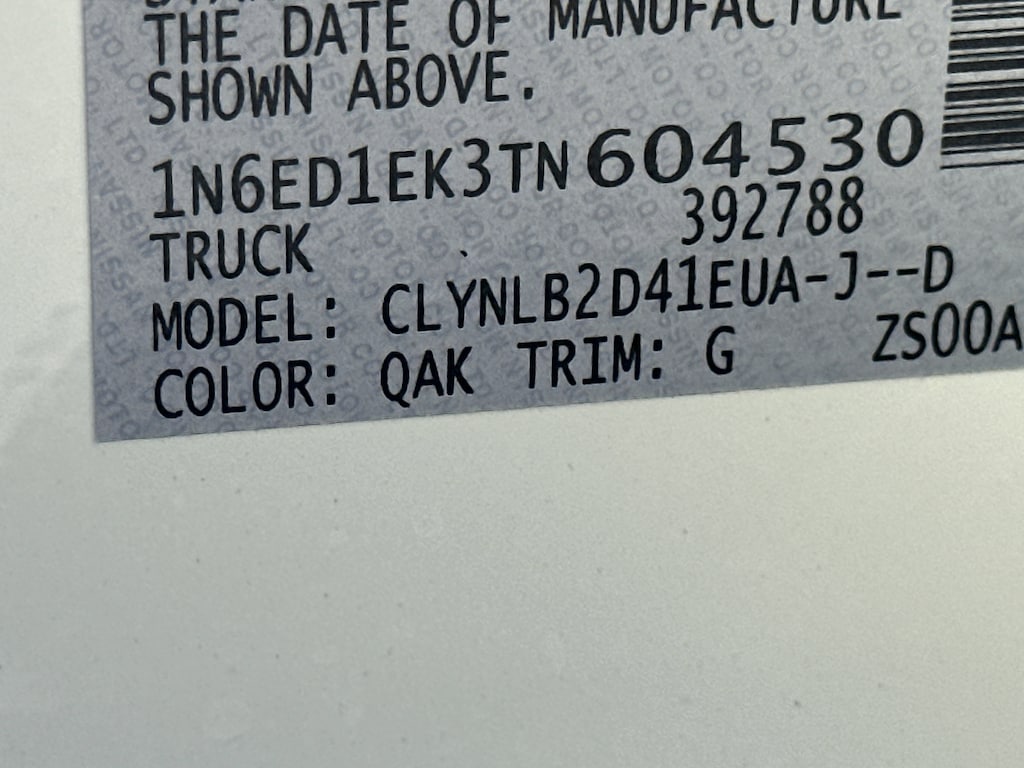 THE DATE OF MANUFACTURE
SHOWN ABOVE.
1N6ED1EK3TN604530
TRUCK 392788
MODEL: CLYNLB2D41EUA-J--D
COLOR: QAK TRIM: G ZS00A